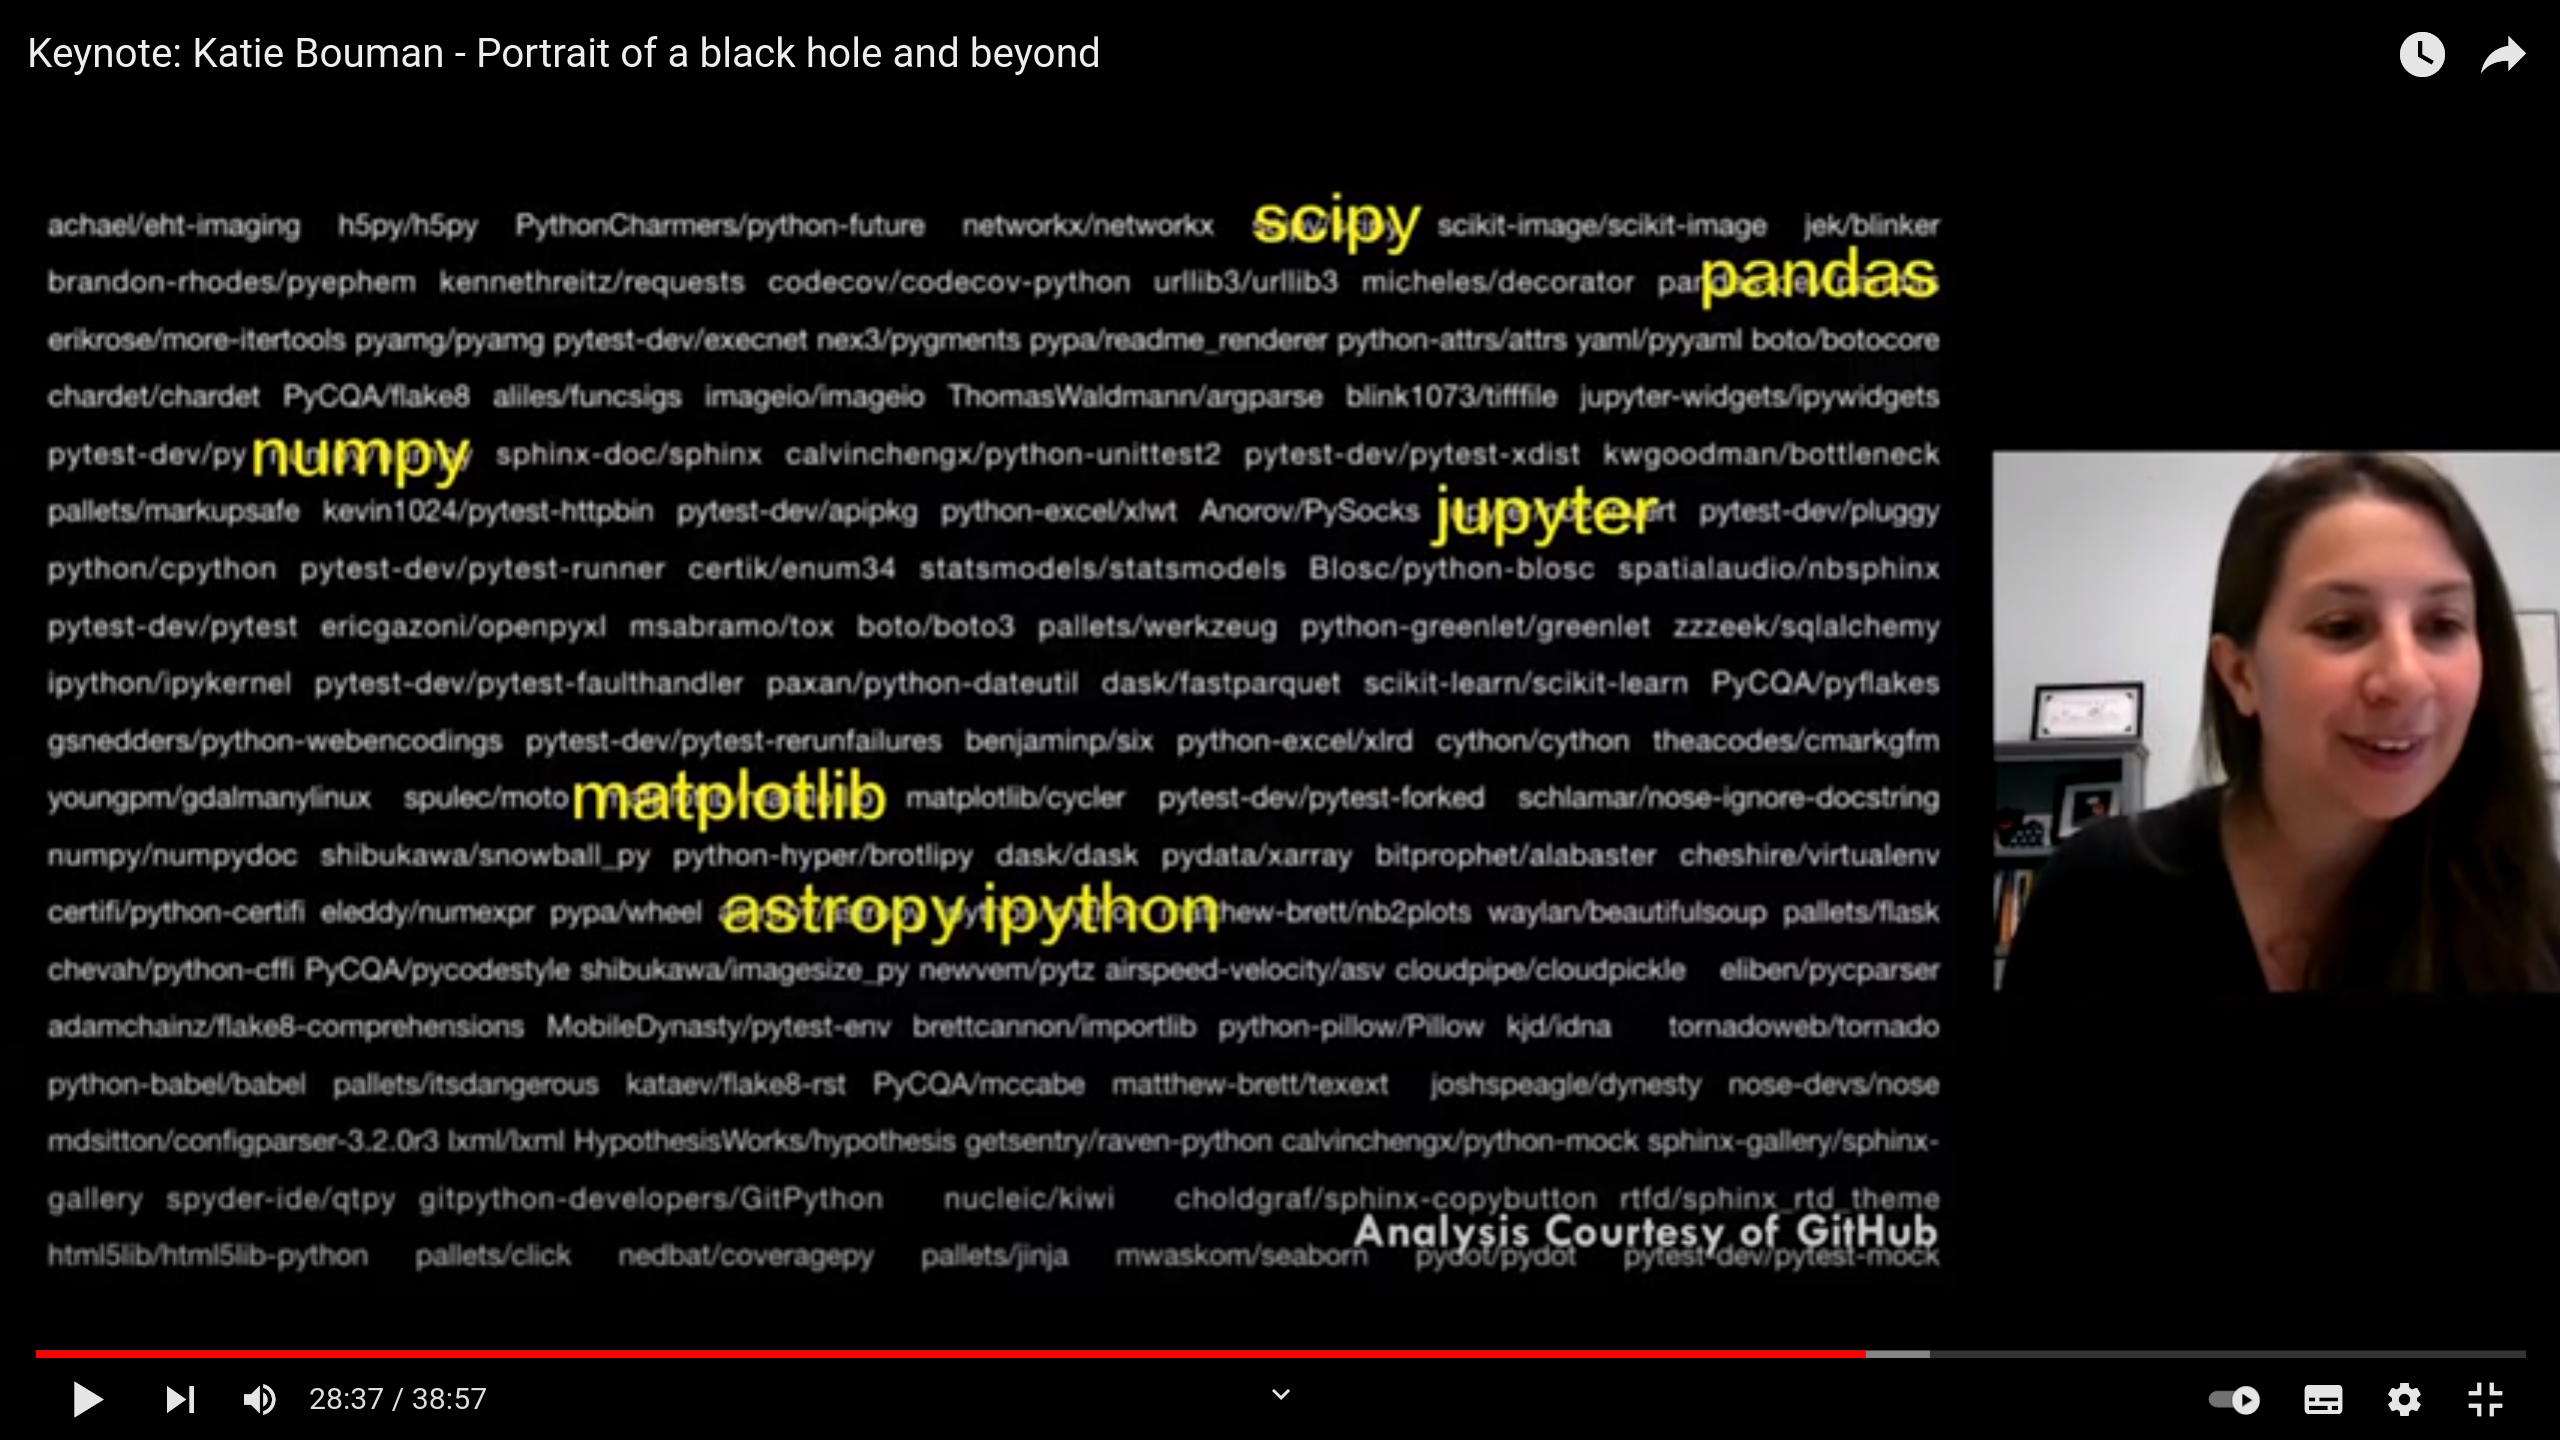 Keynote: Katie Bouman - Portrait of a black hole and beyond
achael/eht-imaging h5py/h5py PythonCharmers/python-future networkx/networkx scipy scikit-image/scikit-image jek/blinker
brandon-rhodes/pyephem kennethreitz/requests codecov/codecov-python urllib3/urllib3 micheles/decorator pandas
erikrose/more-itertools pyamg/pyamg pytest-dev/execnet nex3/pygments pypa/readme_renderer python-attrs/attrs yaml/pyyaml boto/botocore
chardet/chardet PyCQA/flake8 aliles/funcsigs imageio/imageio ThomasWaldmann/argparse blink1073/tifffile jupyter-widgets/ipywidgets
pytest-dev/py numpy sphinx-doc/sphinx calvinchengx/python-unittest2 pytest-dev/pytest-xdist kwgoodman/bottleneck
pallets/markupsafe kevin1024/pytest-httpbin pytest-dev/apipkg python-excel/xlwt Anorov/PySocks jupyter pytest-dev/pluggy
python/cpython pytest-dev/pytest-runner certik/enum34 statsmodels/statsmodels Blosc/python-blosc spatialaudio/nbsphinx
pytest-dev/pytest ericgazoni/openpyxl msabramo/tox boto/boto3 pallets/werkzeug python-greenlet/greenlet zzzeek/sqlalchemy
ipython/ipykernel pytest-dev/pytest-faulthandler paxan/python-dateutil dask/fastparquet scikit-learn/scikit-learn PyCQA/pyflakes
gsnedders/python-webencodings pytest-dev/pytest-rerunfailures benjaminp/six python-excel/xlrd cython/cython theacodes/cmarkgfm
youngpm/gdalmanylinux spulec/moto matplotlib matplotlib/cycler pytest-dev/pytest-forked schlamar/nose-ignore-docstring
numpy/numpydoc shibukawa/snowball_py python-hyper/brotlipy dask/dask pydata/xarray bitprophet/alabaster cheshire/virtualenv
certifi/python-certifi eleddy/numexpr pypa/wheel astropy ipython matthew-brett/nb2plots waylan/beautifulsoup pallets/flask
chevah/python-cffi PyCQA/pycodestyle shibukawa/imagesize_py newvem/pytz airspeed-velocity/asv cloudpipe/cloudpickle eliben/pycparser
adamchainz/flake8-comprehensions MobileDynasty/pytest-env brettcannon/importlib python-pillow/Pillow kjd/idna tornadoweb/tornado
python-babel/babel pallets/itsdangerous kataev/flake8-rst PyCQA/mccabe matthew-brett/texext joshspeagle/dynesty nose-devs/nose
mdsitton/configparser-3.2.0r3 lxml/lxml HypothesisWorks/hypothesis getsentry/raven-python calvinchengx/python-mock sphinx-gallery/sphinx-
gallery spyder-ide/qtpy gitpython-developers/GitPython nucleic/kiwi choldgraf/sphinx-copybutton rtfd/sphinx_rtd_theme
Analysis Courtesy of GitHub
html5lib/html5lib-python pallets/click nedbat/coveragepy pallets/jinja mwaskom/seaborn pydot/pydot pytest-dev/pytest-mock
28:37 / 38:57